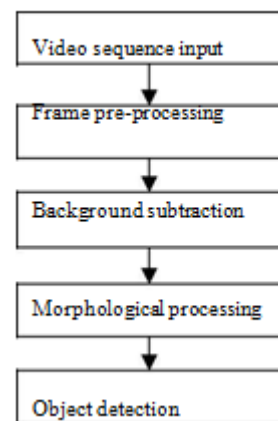 Video sequence input
Frame pre-processing
Background subtraction
Morphological processing
Object detection